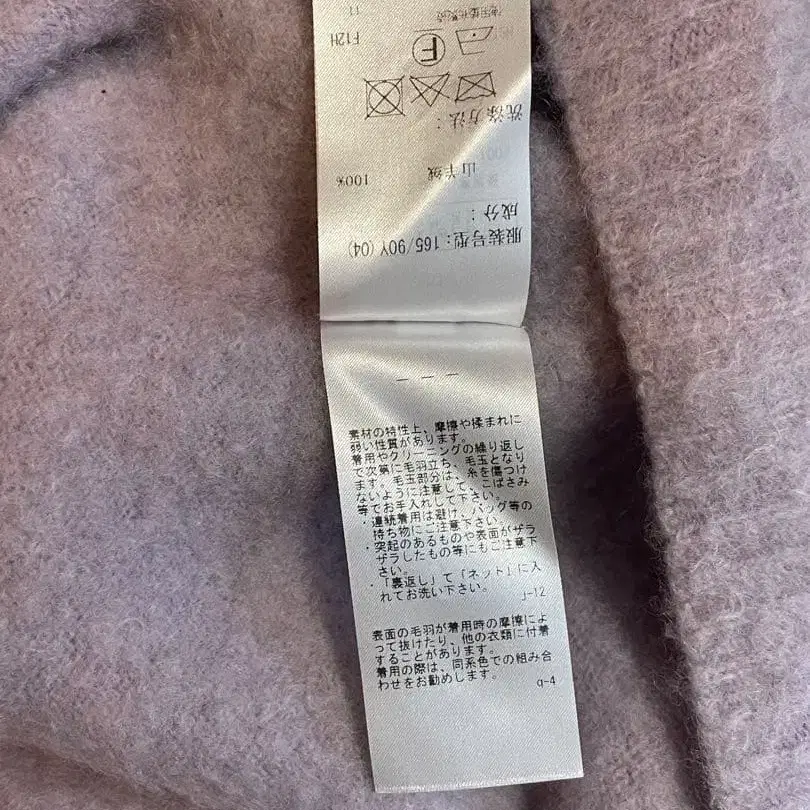 服装号型：165/90Y(04)
成分：
山羊绒 100%
洗涤方法：
F
F12H
素材の特性上、摩擦や揉まれに
弱い性質があります。
着用やクリーニングの繰り返し
で次第に毛羽立ち、毛玉となり
ます。毛玉部分は、糸を傷つけ
ないように注意して、こばさみ
等でお手入れして下さい。
・連続着用は避け、バッグ等の
持ち物にご注意下さい。
・突起のあるものや表面がザラ
ザラしたもの等にもご注意下
さい。
・「裏返し」て「ネット」に入
れてお洗い下さい。
j-12
表面の毛羽が着用時の摩擦によ
って抜けたり、他の衣類に付着
することがあります。
着用の際は、同系色での組み合
わせをお勧めします。
q-4